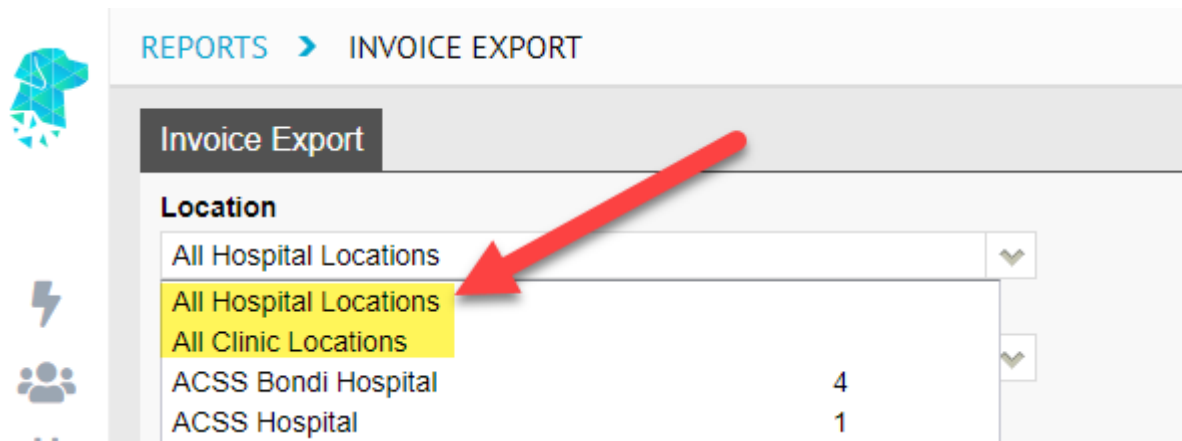 REPORTS > INVOICE EXPORT
Invoice Export
Location
All Hospital Locations
All Hospital Locations
All Clinic Locations
ACSS Bondi Hospital 4
ACSS Hospital 1